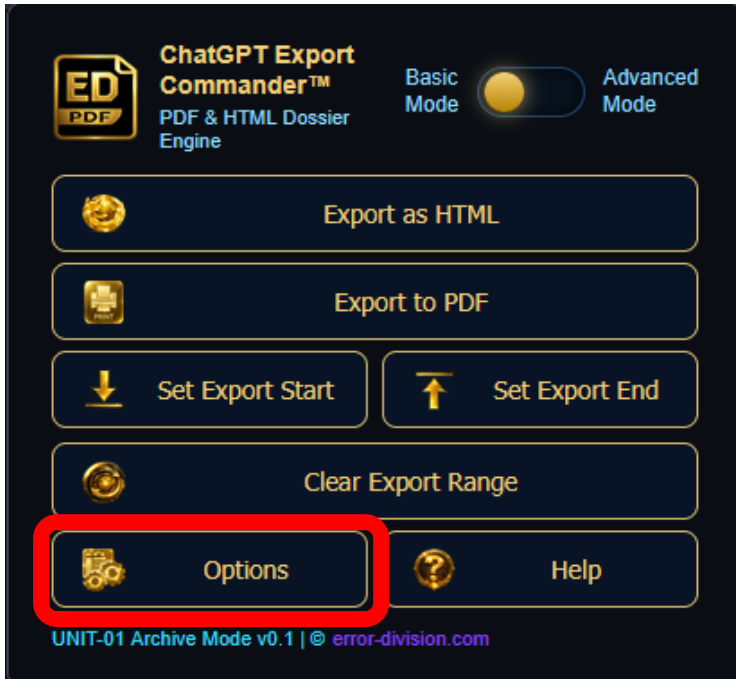 ED
PDF
ChatGPT Export
Commander™
PDF & HTML Dossier
Engine
Basic
Mode
Advanced
Mode
Export as HTML
PRINT
Export to PDF
Set Export Start
Set Export End
Clear Export Range
Options
Help
UNIT-01 Archive Mode v0.1 | © error-division.com